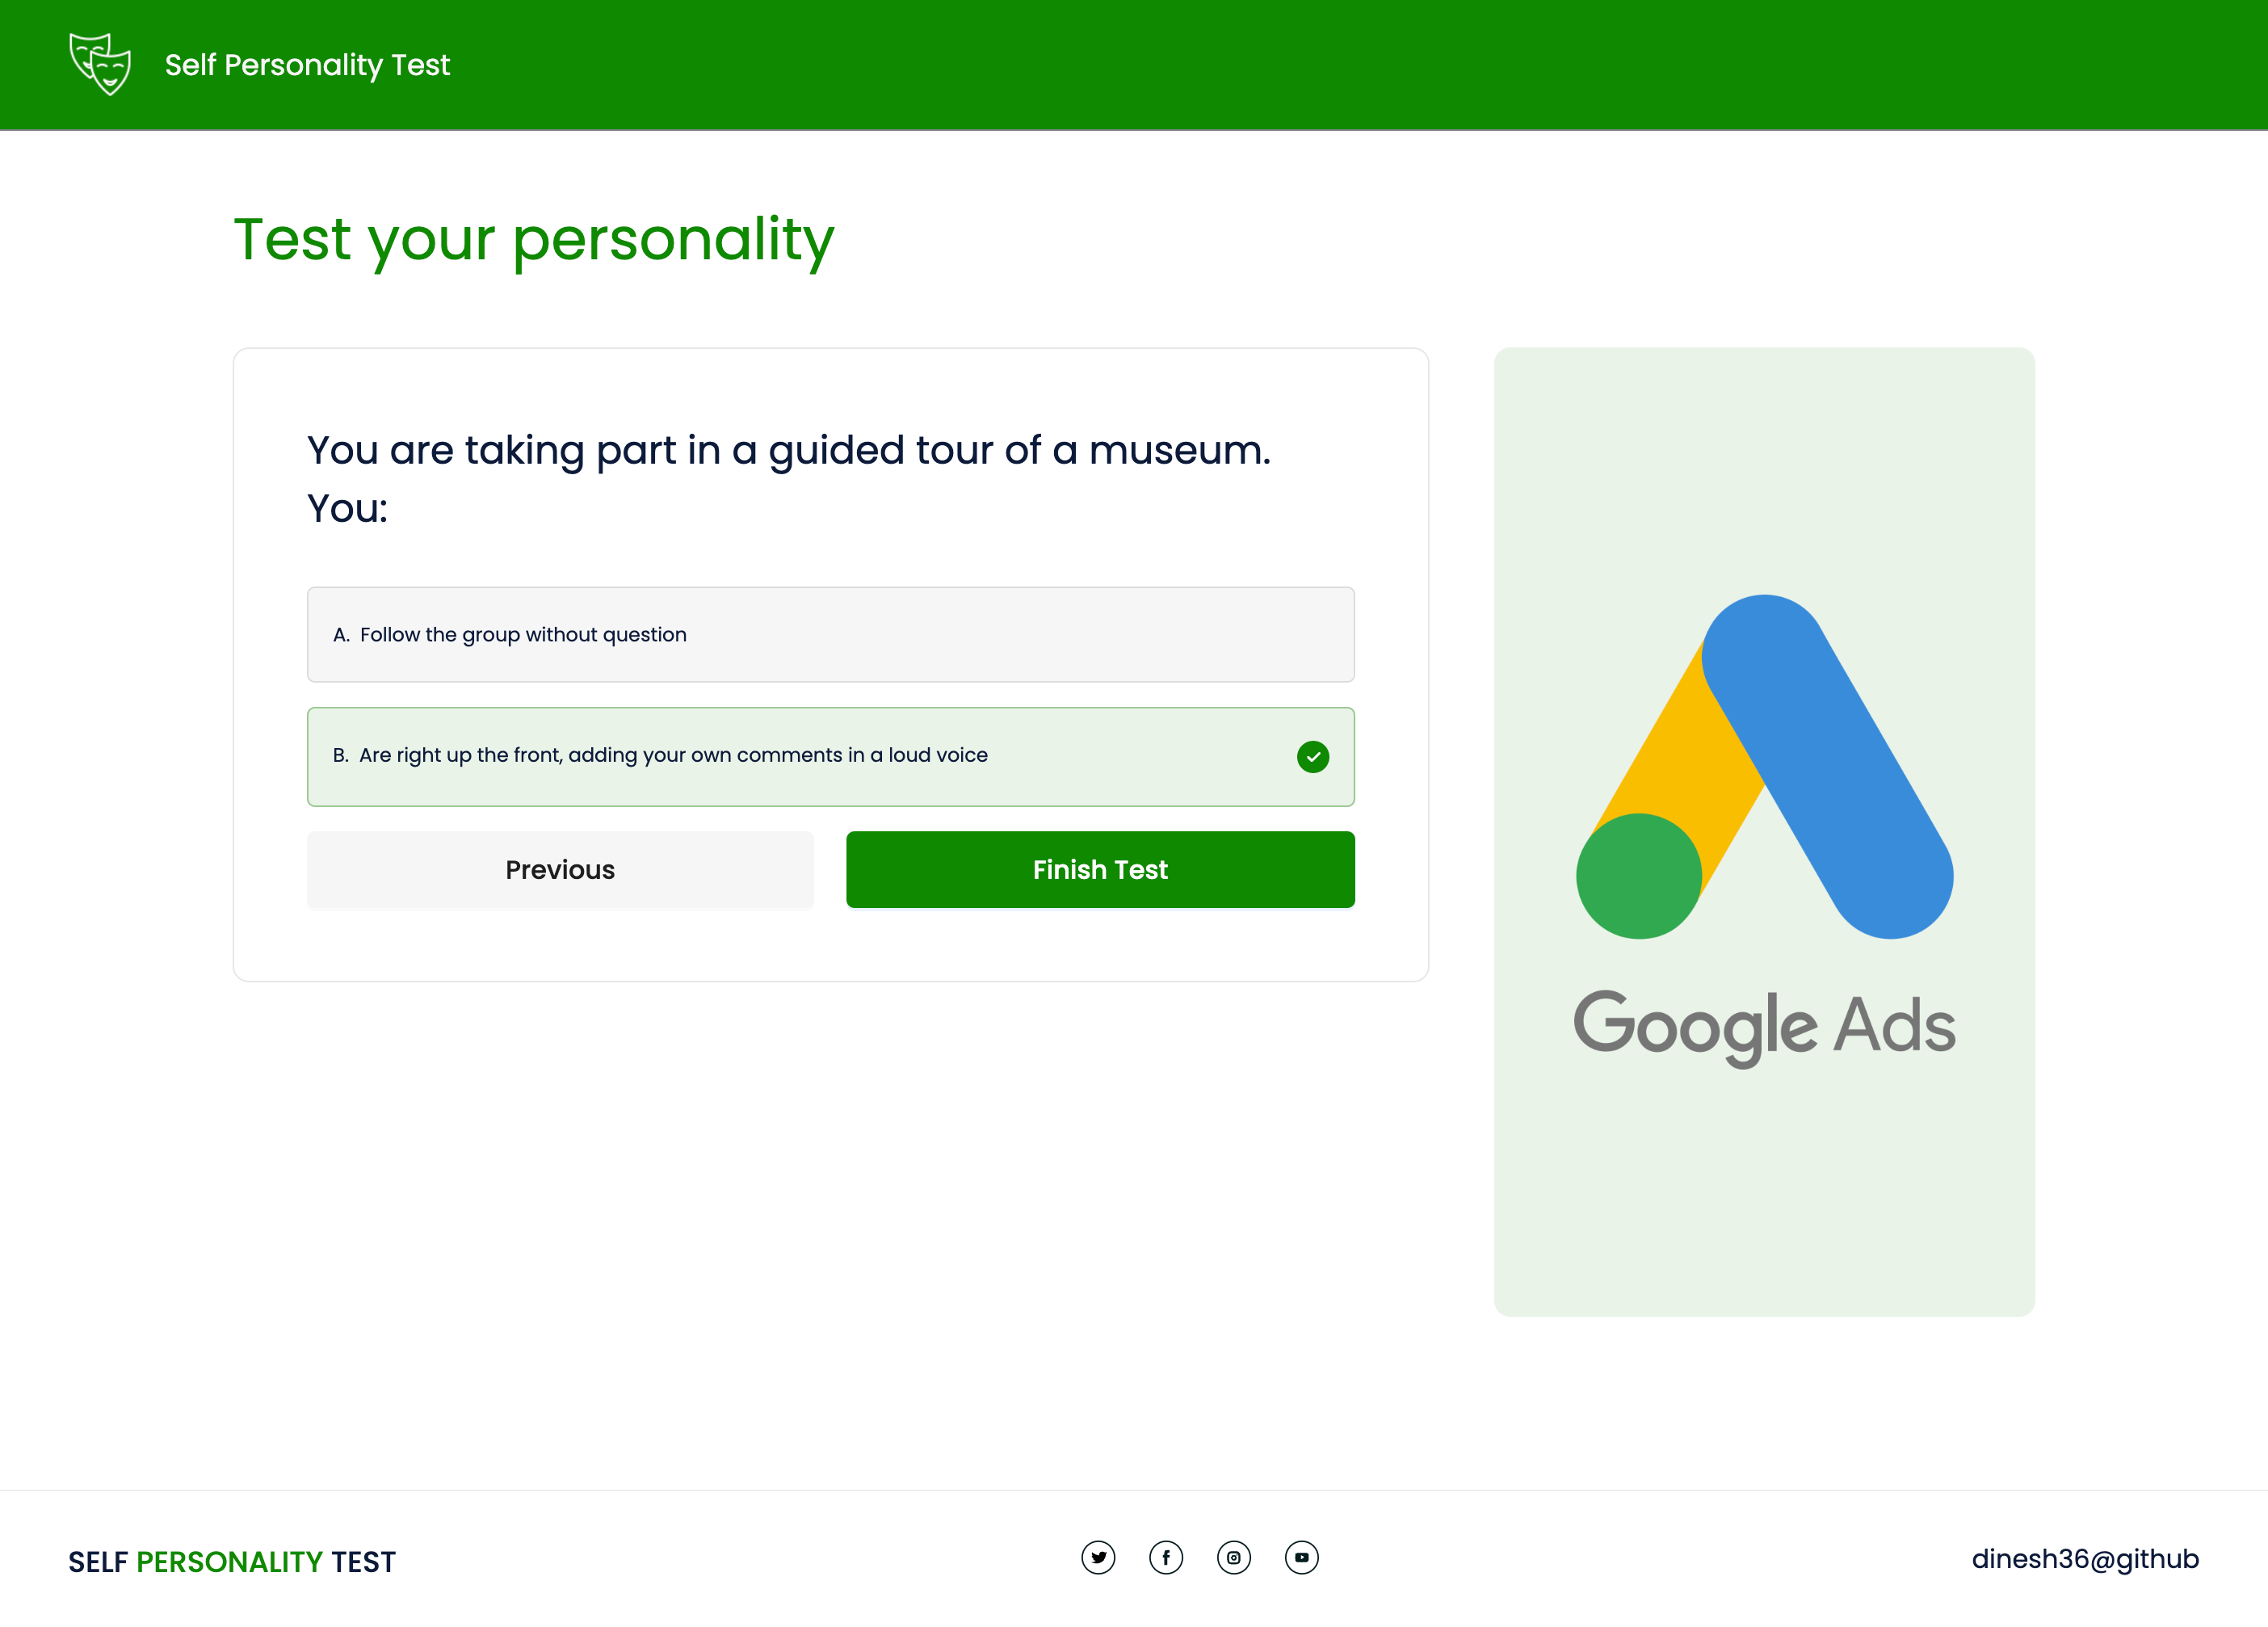 Self Personality Test
Test your personality
You are taking part in a guided tour of a museum.
You:
A. Follow the group without question
B. Are right up the front, adding your own comments in a loud voice
Previous
Finish Test
Google Ads
SELF PERSONALITY TEST
dinesh36@github